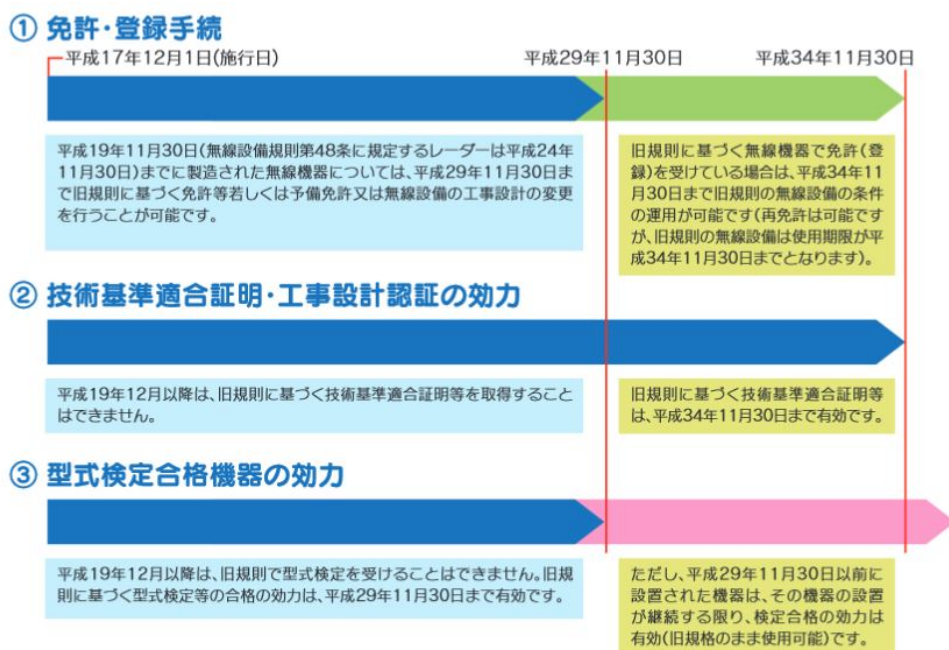 ① 免許・登録手続
平成17年12月1日(施行日)
平成29年11月30日
平成34年11月30日
平成19年11月30日(無線設備規則第48条に規定するレーダーは平成24年
11月30日)までに製造された無線機器については、平成29年11月30日ま
で旧規則に基づく免許等若しくは予備免許又は無線設備の工事設計の変更
を行うことが可能です。
旧規則に基づく無線機器で免許(登
録)を受けている場合は、平成34年11
月30日まで旧規則の無線設備の条件
の運用が可能です(再免許は可能です
が、旧規則の無線設備は使用期限が平
成34年11月30日までとなります)。
② 技術基準適合証明・工事設計認証の効力
平成19年12月以降は、旧規則に基づく技術基準適合証明等を取得すること
はできません。
旧規則に基づく技術基準適合証明等
は、平成34年11月30日まで有効です。
③ 型式検定合格機器の効力
平成19年12月以降は、旧規則で型式検定を受けることはできません。旧規
則に基づく型式検定等の合格の効力は、平成29年11月30日まで有効です。
ただし、平成29年11月30日以前に
設置された機器は、その機器の設置
が継続する限り、検定合格の効力は
有効(旧規格のまま使用可能)です。